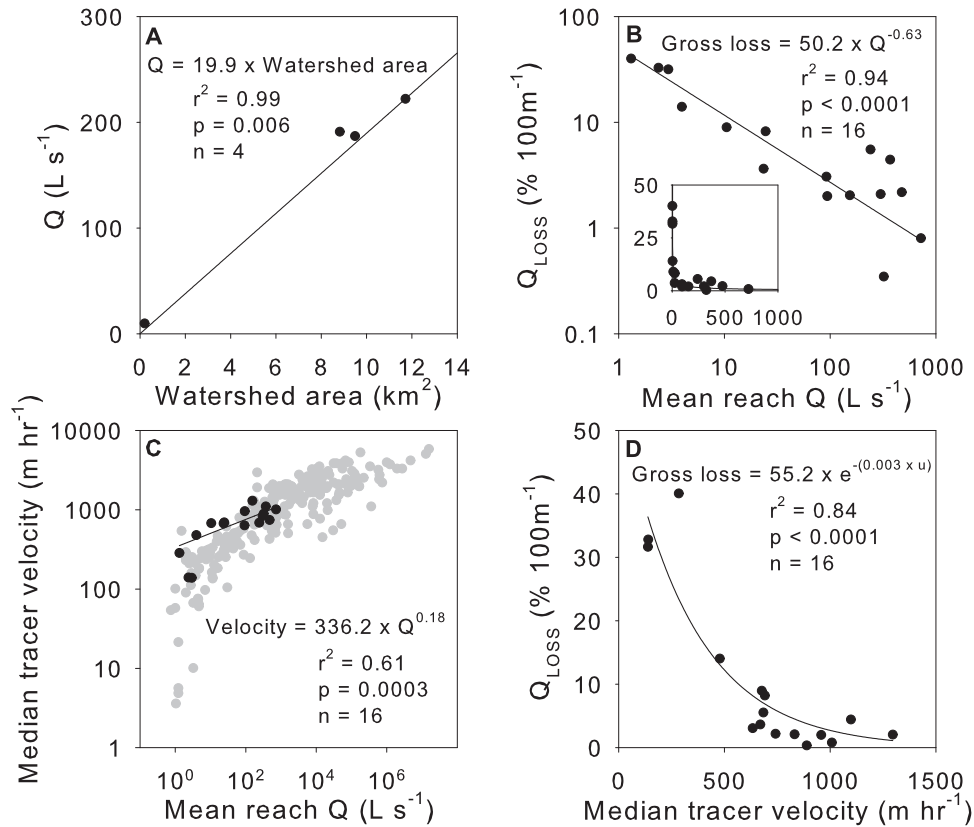 A
Q = 19.9 x Watershed area
r² = 0.99
p = 0.006
n = 4
300
200
100
0
Q (L s⁻¹)
0 2 4 6 8 10 12 14
Watershed area (km²)
B
Gross loss = 50.2 x Q⁻⁰·⁶³
r² = 0.94
p < 0.0001
n = 16
100
10
1
0.1
Q_LOSS (% 100m⁻¹)
50
25
0
0 500 1000
1 10 100 1000
Mean reach Q (L s⁻¹)
C
10000
1000
100
10
1
Median tracer velocity (m hr⁻¹)
Velocity = 336.2 x Q⁰·¹⁸
r² = 0.61
p = 0.0003
n = 16
10⁰ 10² 10⁴ 10⁶
Mean reach Q (L s⁻¹)
D
Gross loss = 55.2 x e^-(0.003 x u)
r² = 0.84
p < 0.0001
n = 16
50
40
30
20
10
0
Q_LOSS (% 100m⁻¹)
0 500 1000 1500
Median tracer velocity (m hr⁻¹)